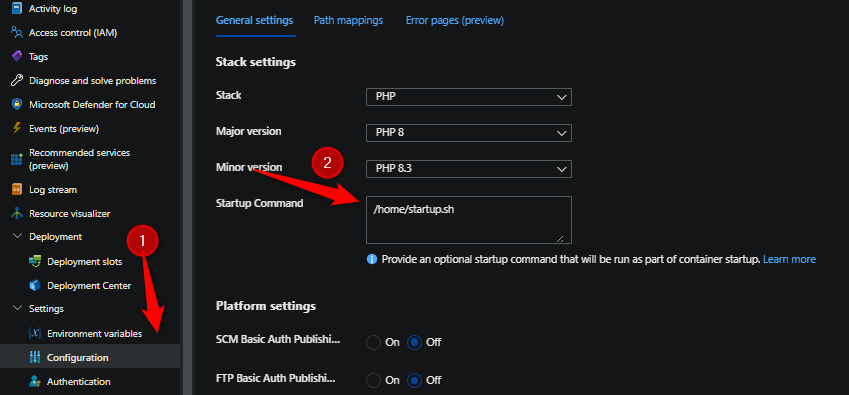 Activity log
Access control (IAM)
Tags
Diagnose and solve problems
Microsoft Defender for Cloud
Events (preview)
Recommended services
(preview)
Log stream
Resource visualizer
Deployment
1
Deployment slots
Deployment Center
Settings
Environment variables
Configuration
Authentication
General settings Path mappings Error pages (preview)
Stack settings
Stack PHP
Major version PHP 8
2
Minor version PHP 8.3
Startup Command /home/startup.sh
Provide an optional startup command that will be run as part of container startup. Learn more
Platform settings
SCM Basic Auth Publishi... On Off
FTP Basic Auth Publishi... On Off